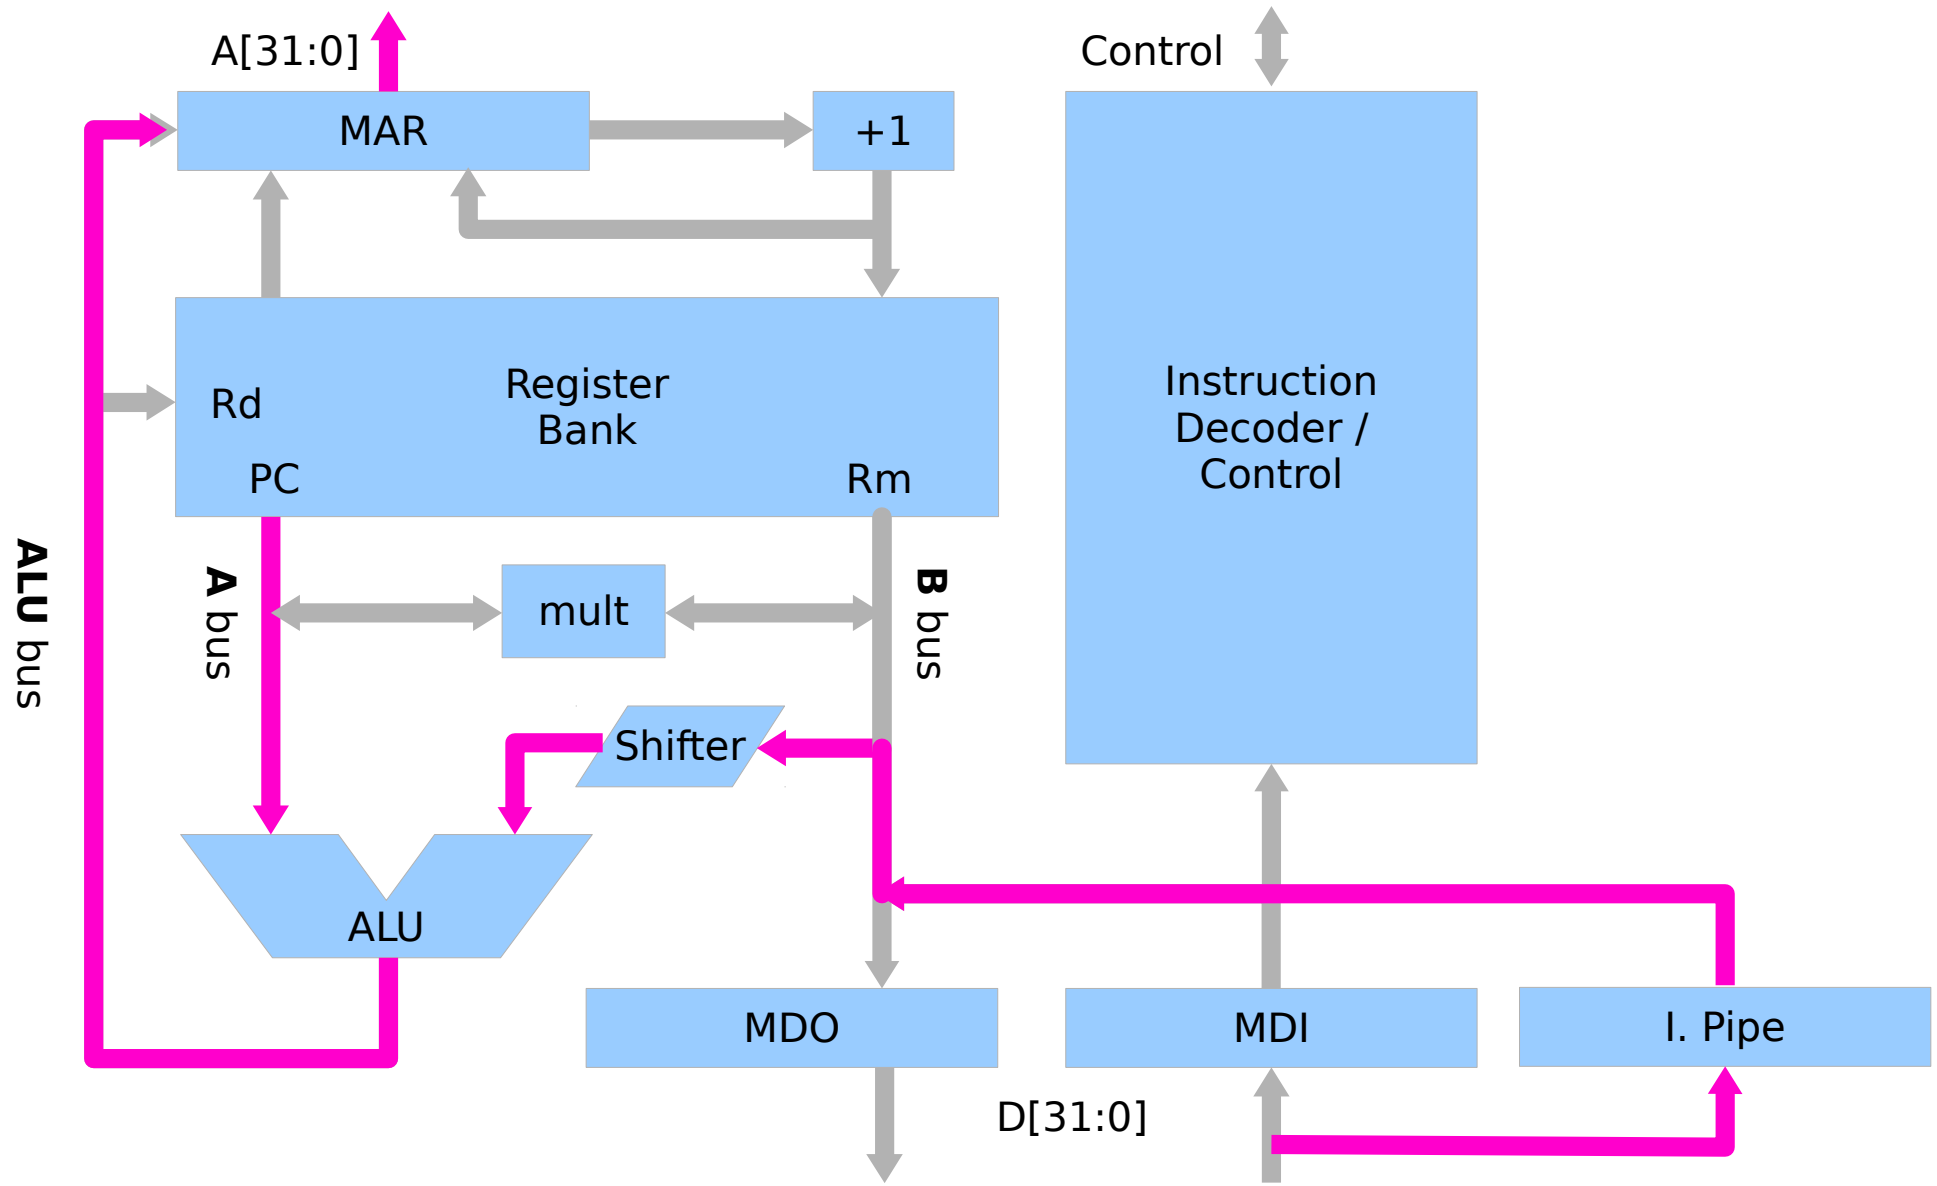 A[31:0]
Control
MAR
+1
Register
Bank
Rd
PC
Rm
Instruction
Decoder /
Control
ALU bus
A bus
mult
B bus
Shifter
ALU
MDO
MDI
I. Pipe
D[31:0]